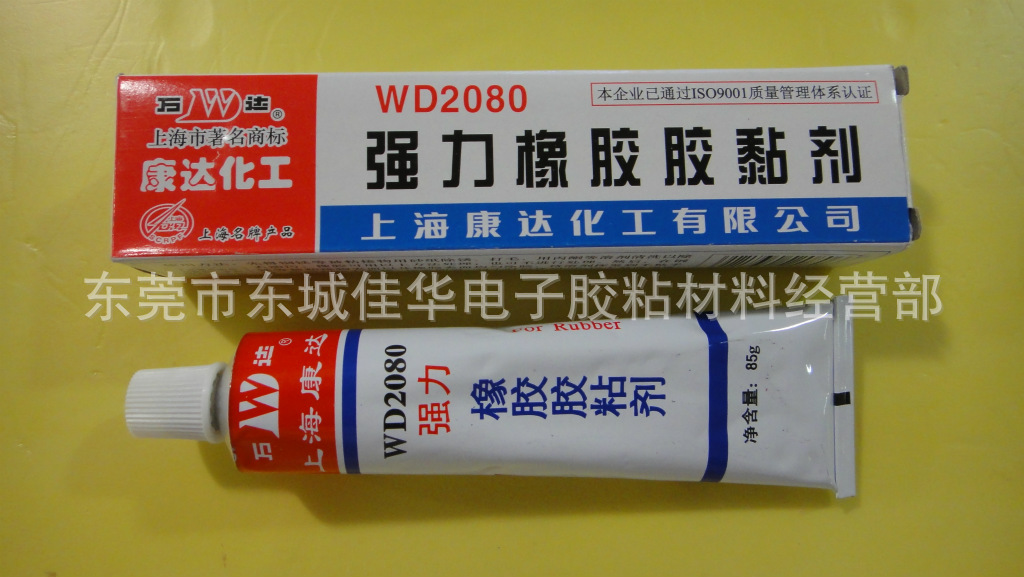 万W达®
上海市著名商标
康达化工
上海名牌产品
WD2080
本企业已通过ISO9001质量管理体系认证
强力橡胶胶黏剂
上海康达化工有限公司
东莞市东城佳华电子胶粘材料经营部
For Rubber
万W达®
上海康达
WD2080
强力
橡胶胶粘剂
净含量：85g